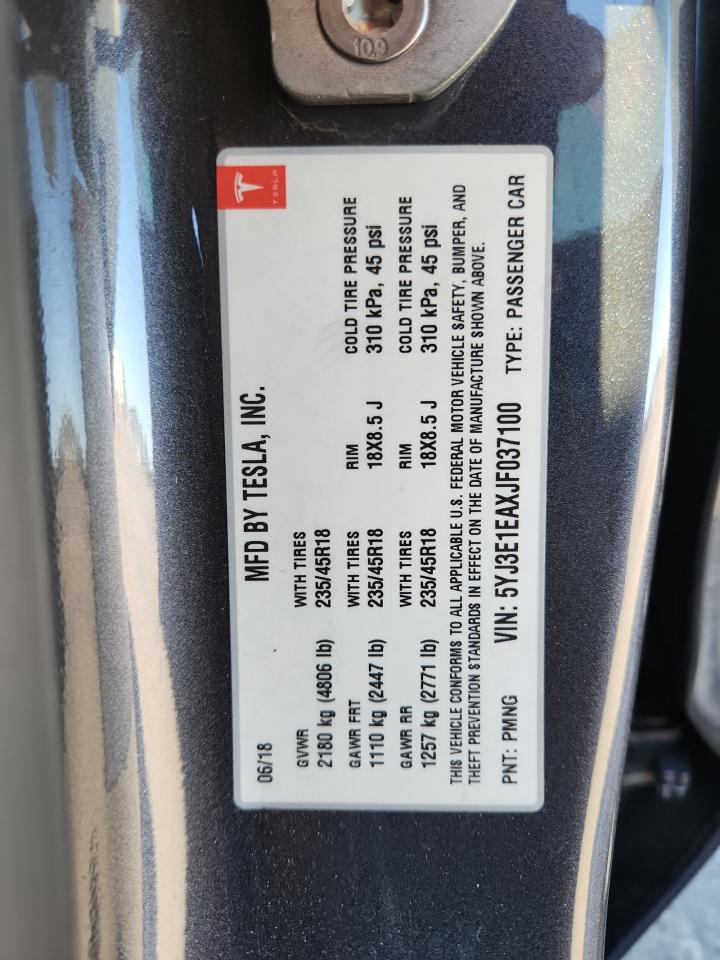 10.9
TESLA
MFD BY TESLA, INC.
06/18
GVWR WITH TIRES
2180 kg (4806 lb) 235/45R18
GAWR FRT WITH TIRES RIM COLD TIRE PRESSURE
1110 kg (2447 lb) 235/45R18 18X8.5 J 310 kPa, 45 psi
GAWR RR WITH TIRES RIM COLD TIRE PRESSURE
1257 kg (2771 lb) 235/45R18 18X8.5 J 310 kPa, 45 psi
THIS VEHICLE CONFORMS TO ALL APPLICABLE U.S. FEDERAL MOTOR VEHICLE SAFETY, BUMPER, AND
THEFT PREVENTION STANDARDS IN EFFECT ON THE DATE OF MANUFACTURE SHOWN ABOVE.
PNT: PMNG VIN: 5YJ3E1EAXJF037100 TYPE: PASSENGER CAR